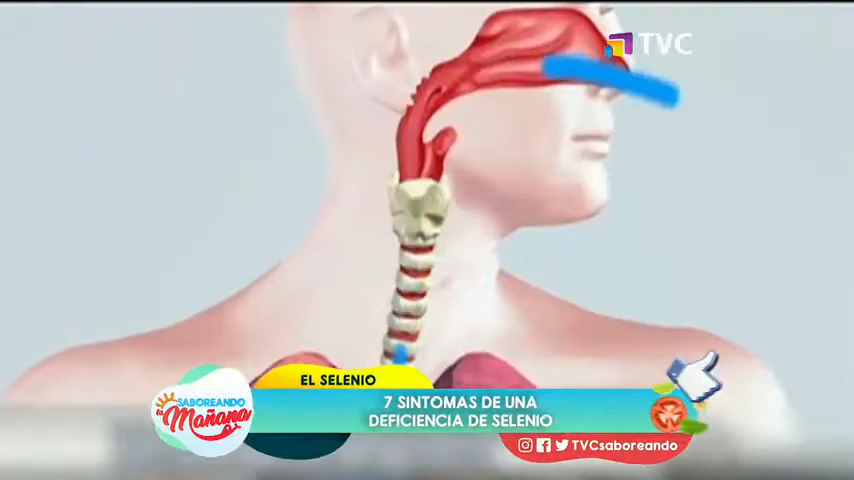 TVC
EL SELENIO
SABOREANDO
Mañana
7 SINTOMAS DE UNA
DEFICIENCIA DE SELENIO
TVCsaboreando